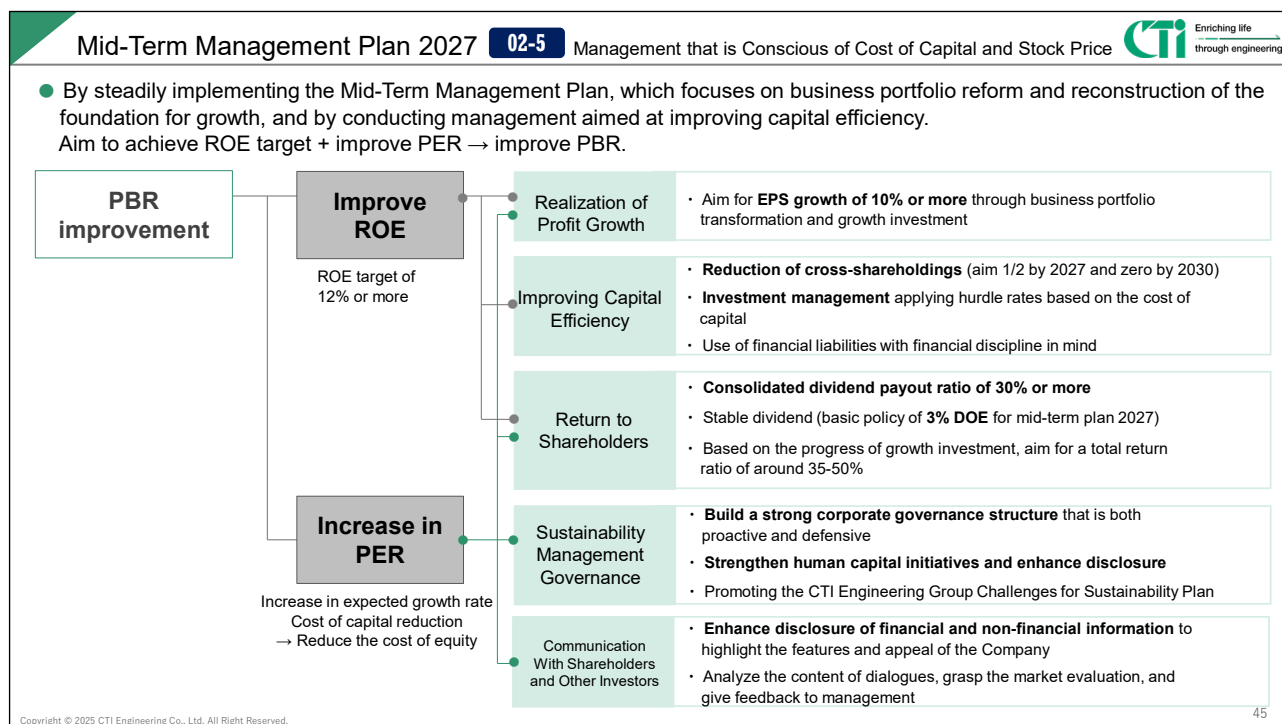 Mid-Term Management Plan 2027 02-5 Management that is Conscious of Cost of Capital and Stock Price
CTi Enriching life
through engineering
● By steadily implementing the Mid-Term Management Plan, which focuses on business portfolio reform and reconstruction of the
foundation for growth, and by conducting management aimed at improving capital efficiency.
Aim to achieve ROE target + improve PER → improve PBR.
PBR
improvement
Improve
ROE
ROE target of
12% or more
Realization of
Profit Growth
・ Aim for EPS growth of 10% or more through business portfolio
transformation and growth investment
Improving Capital
Efficiency
・ Reduction of cross-shareholdings (aim 1/2 by 2027 and zero by 2030)
・ Investment management applying hurdle rates based on the cost of
capital
・ Use of financial liabilities with financial discipline in mind
Return to
Shareholders
・ Consolidated dividend payout ratio of 30% or more
・ Stable dividend (basic policy of 3% DOE for mid-term plan 2027)
・ Based on the progress of growth investment, aim for a total return
ratio of around 35-50%
Increase in
PER
Increase in expected growth rate
Cost of capital reduction
→ Reduce the cost of equity
Sustainability
Management
Governance
・ Build a strong corporate governance structure that is both
proactive and defensive
・ Strengthen human capital initiatives and enhance disclosure
・ Promoting the CTI Engineering Group Challenges for Sustainability Plan
Communication
With Shareholders
and Other Investors
・ Enhance disclosure of financial and non-financial information to
highlight the features and appeal of the Company
・ Analyze the content of dialogues, grasp the market evaluation, and
give feedback to management
Copyright © 2025 CTI Engineering Co., Ltd. All Right Reserved.
45